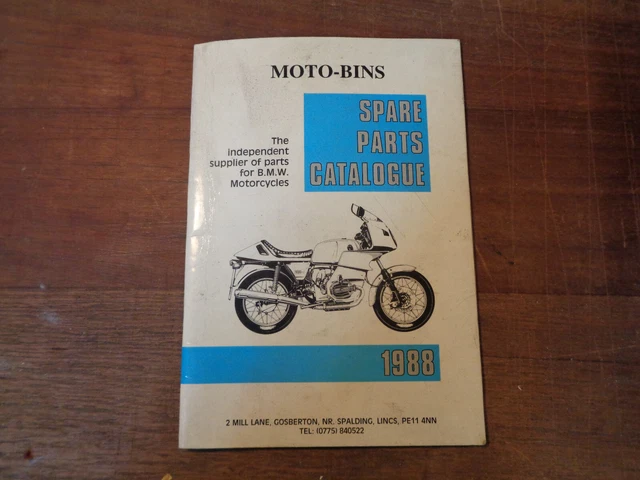 MOTO-BINS
SPARE
PARTS
CATALOGUE
The
independent
supplier of parts
for B.M.W.
Motorcycles
1988
2 MILL LANE, GOSBERTON, NR. SPALDING, LINCS, PE11 4NN
TEL: (0775) 840522